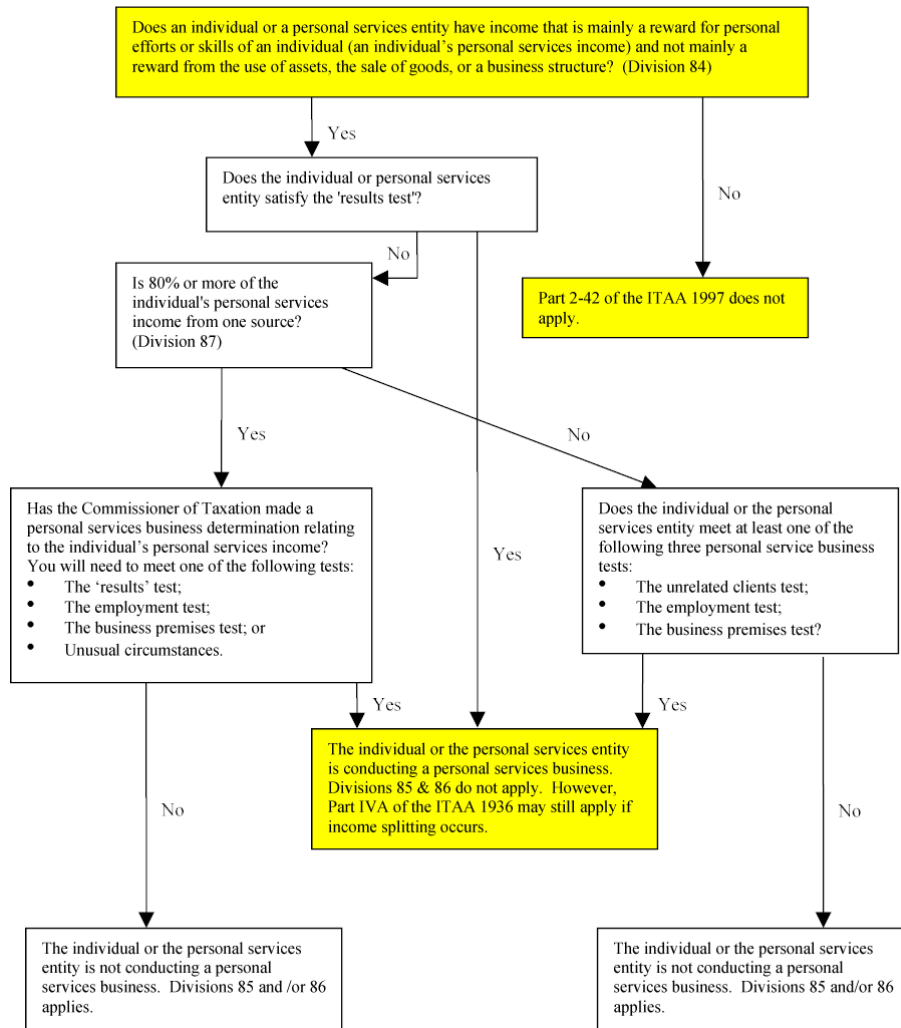 Does an individual or a personal services entity have income that is mainly a reward for personal
efforts or skills of an individual (an individual's personal services income) and not mainly a
reward from the use of assets, the sale of goods, or a business structure?  (Division 84)
Yes
No
Does the individual or personal services
entity satisfy the 'results test'?
No
Is 80% or more of the
individual's personal services
income from one source?
(Division 87)
Part 2-42 of the ITAA 1997 does not
apply.
Yes
No
Yes
Has the Commissioner of Taxation made a
personal services business determination relating
to the individual's personal services income?
You will need to meet one of the following tests:
• The 'results' test;
• The employment test;
• The business premises test; or
• Unusual circumstances.
Does the individual or the personal
services entity meet at least one of the
following three personal service business
tests:
• The unrelated clients test;
• The employment test;
• The business premises test?
Yes
Yes
The individual or the personal services entity
is conducting a personal services business.
Divisions 85 & 86 do not apply.  However,
Part IVA of the ITAA 1936 may still apply if
income splitting occurs.
No
No
The individual or the personal services
entity is not conducting a personal
services business.  Divisions 85 and /or 86
applies.
The individual or the personal services
entity is not conducting a personal
services business.  Divisions 85 and/or 86
applies.